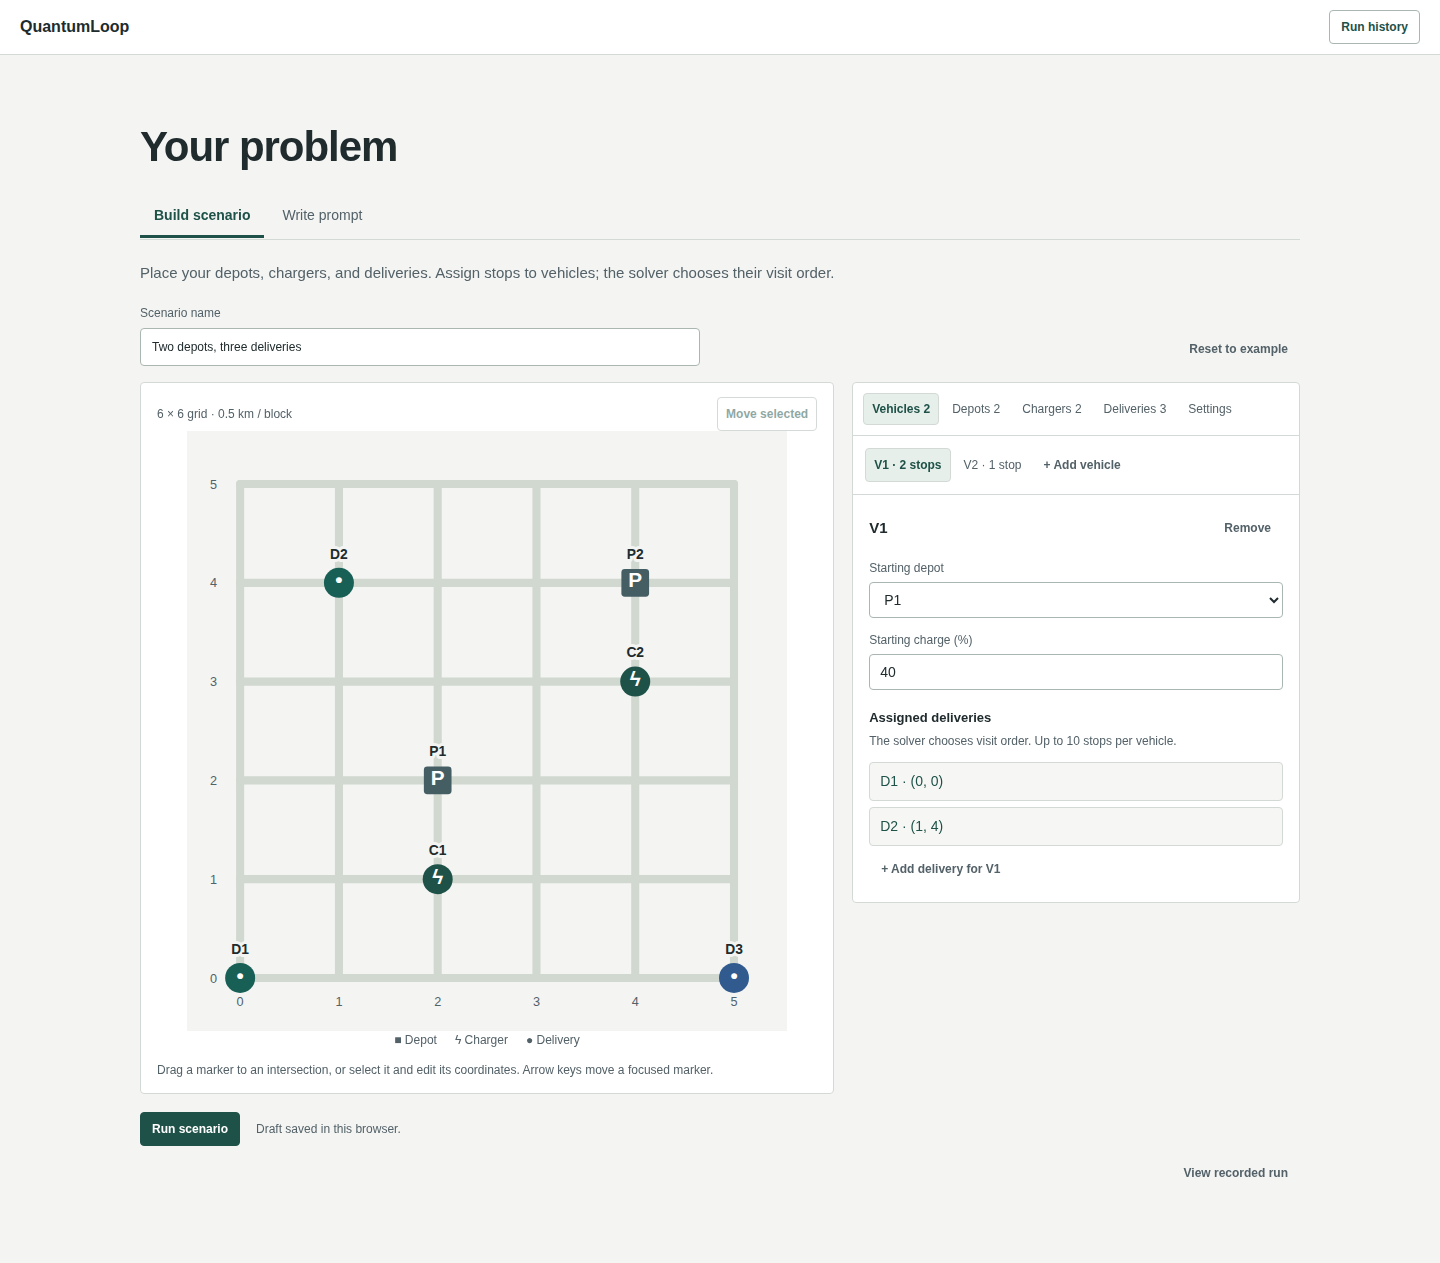 QuantumLoop
Run history
Your problem
Build scenario
Write prompt
Place your depots, chargers, and deliveries. Assign stops to vehicles; the solver chooses their visit order.
Scenario name
Two depots, three deliveries
Reset to example
6 × 6 grid · 0.5 km / block
Move selected
5
D2
P2
P
4
C2
ϟ
3
P1
P
2
C1
ϟ
1
D1
D3
0
0 1 2 3 4 5
■ Depot ϟ Charger ● Delivery
Drag a marker to an intersection, or select it and edit its coordinates. Arrow keys move a focused marker.
Vehicles 2
Depots 2
Chargers 2
Deliveries 3
Settings
V1 · 2 stops
V2 · 1 stop
+ Add vehicle
V1
Remove
Starting depot
P1
Starting charge (%)
40
Assigned deliveries
The solver chooses visit order. Up to 10 stops per vehicle.
D1 · (0, 0)
D2 · (1, 4)
+ Add delivery for V1
Run scenario
Draft saved in this browser.
View recorded run